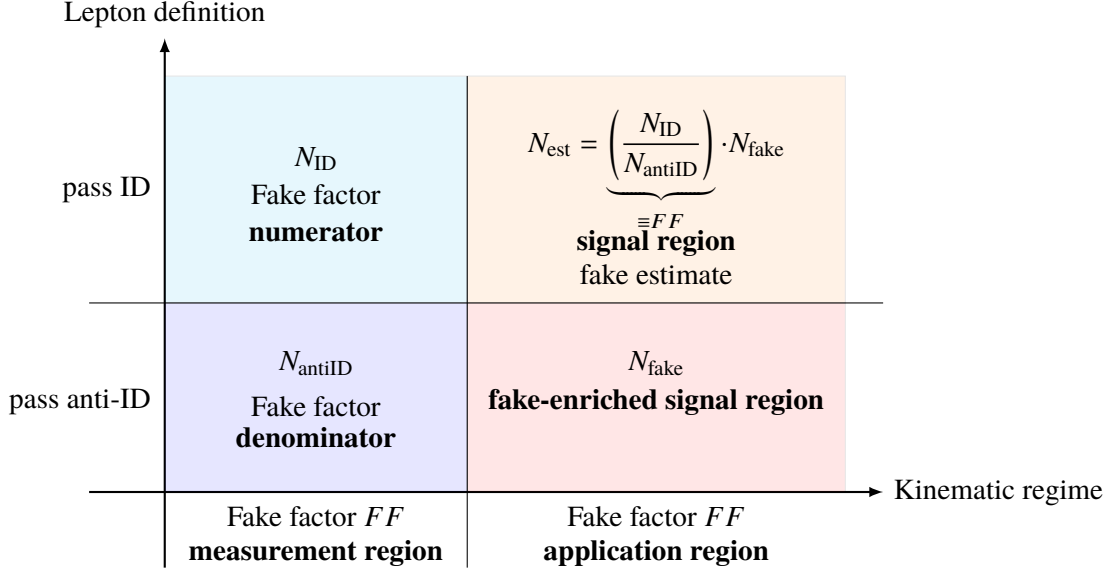 Lepton definition
pass ID
N_ID
Fake factor
numerator
N_est = (N_ID / N_antiID) · N_fake
≡FF
signal region
fake estimate
pass anti-ID
N_antiID
Fake factor
denominator
N_fake
fake-enriched signal region
Kinematic regime
Fake factor FF
measurement region
Fake factor FF
application region